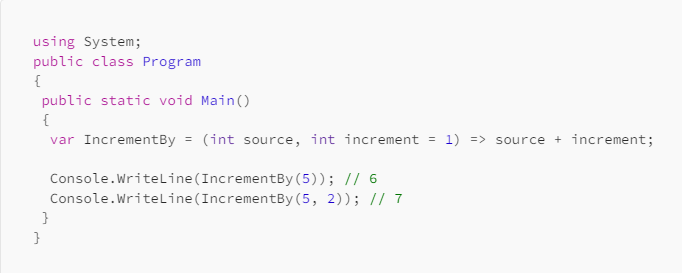 using System;
public class Program
{
public static void Main()
{
var IncrementBy = (int source, int increment = 1) => source + increment;
Console.WriteLine(IncrementBy(5)); // 6
Console.WriteLine(IncrementBy(5, 2)); // 7
}
}